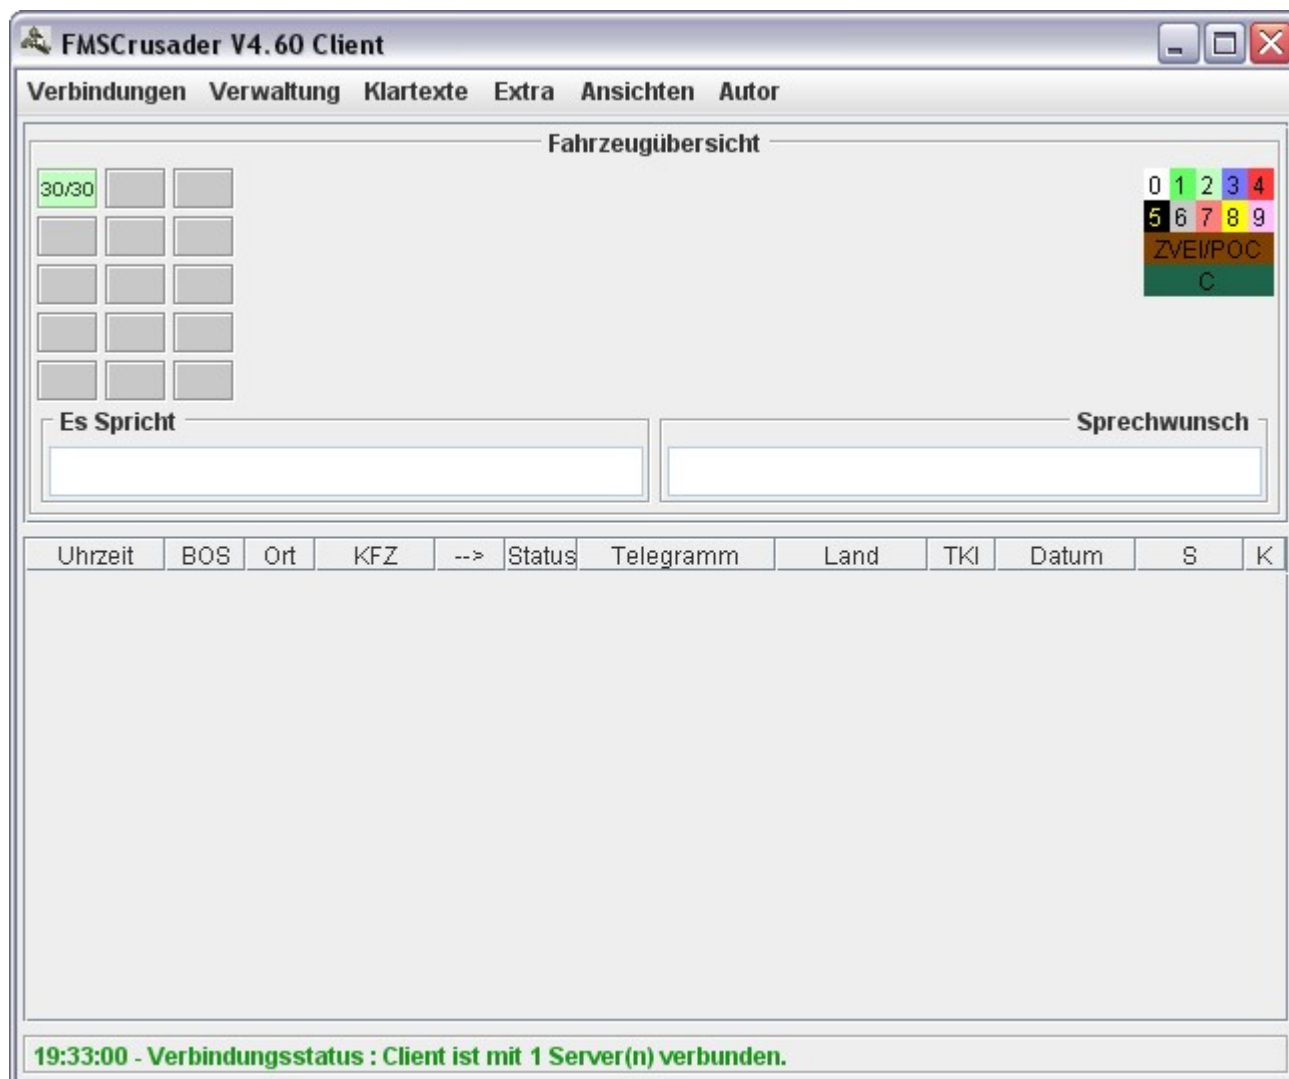 FMSCrusader V4.60 Client
Verbindungen Verwaltung Klartexte Extra Ansichten Autor
Fahrzeugübersicht
30/30
0 1 2 3 4
5 6 7 8 9
ZVEI/POC
C
Es Spricht
Sprechwunsch
Uhrzeit BOS Ort KFZ --> Status Telegramm Land TKI Datum S K
19:33:00 - Verbindungsstatus : Client ist mit 1 Server(n) verbunden.